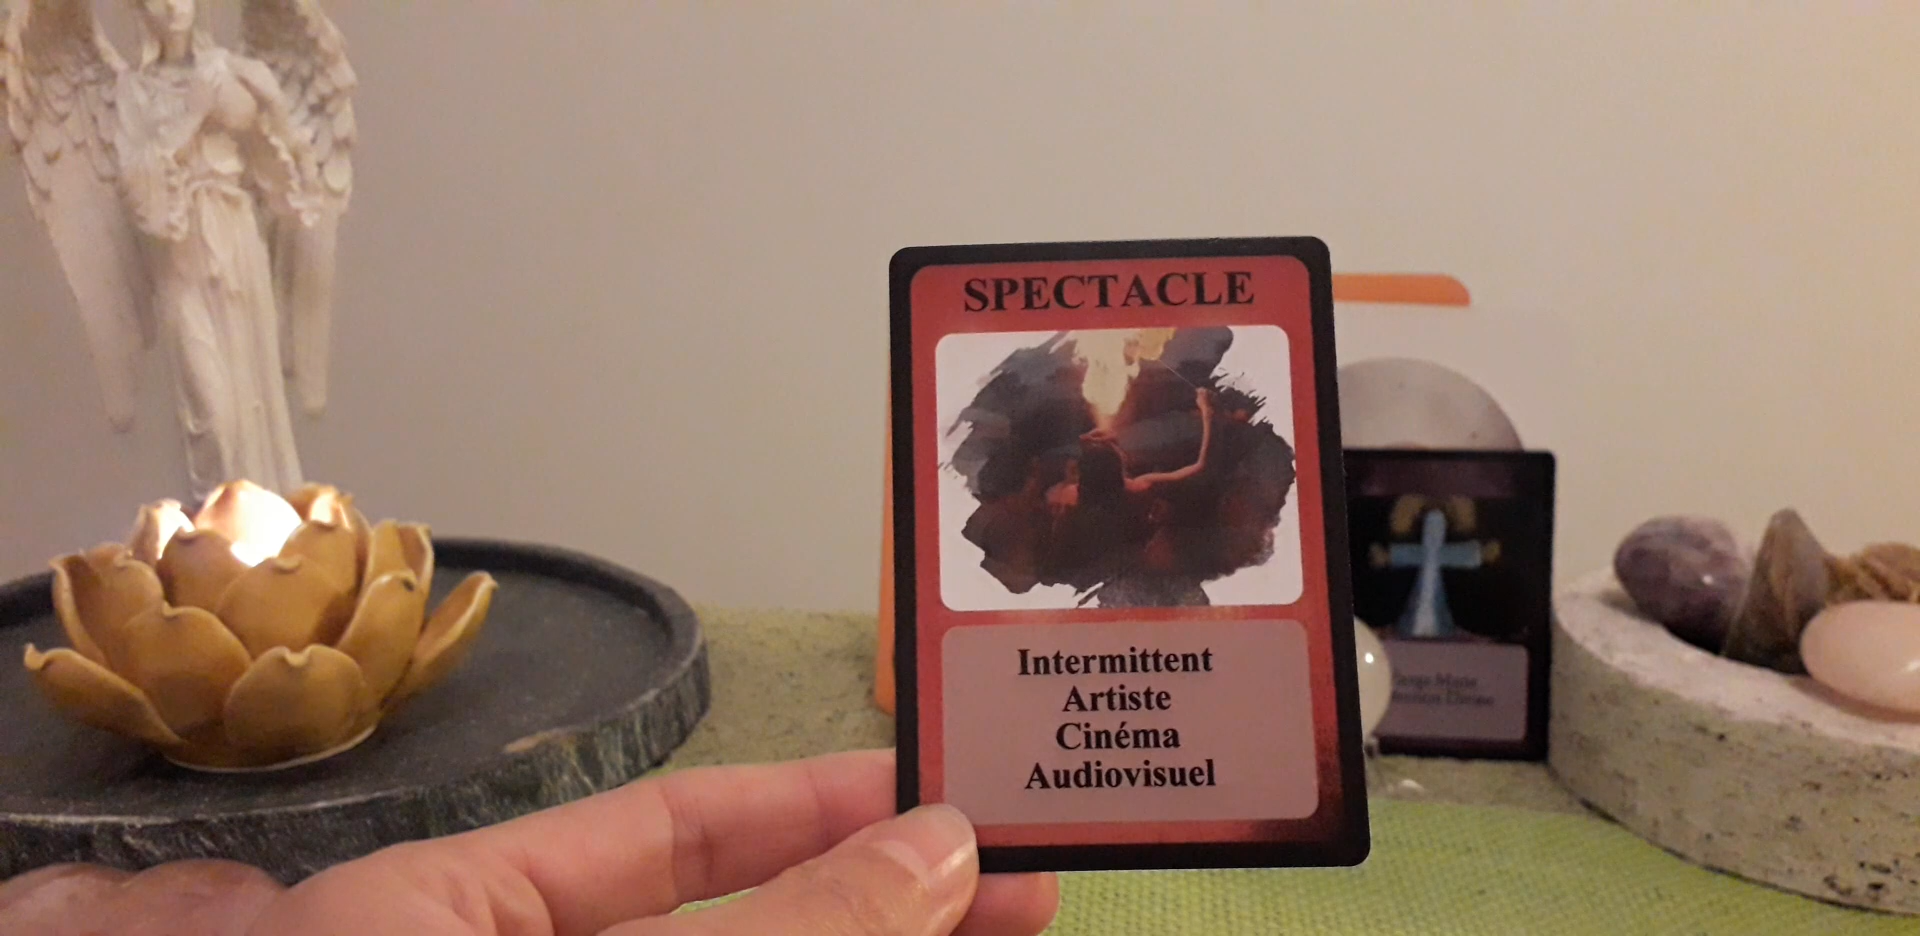 SPECTACLE
Intermittent
Artiste
Cinéma
Audiovisuel